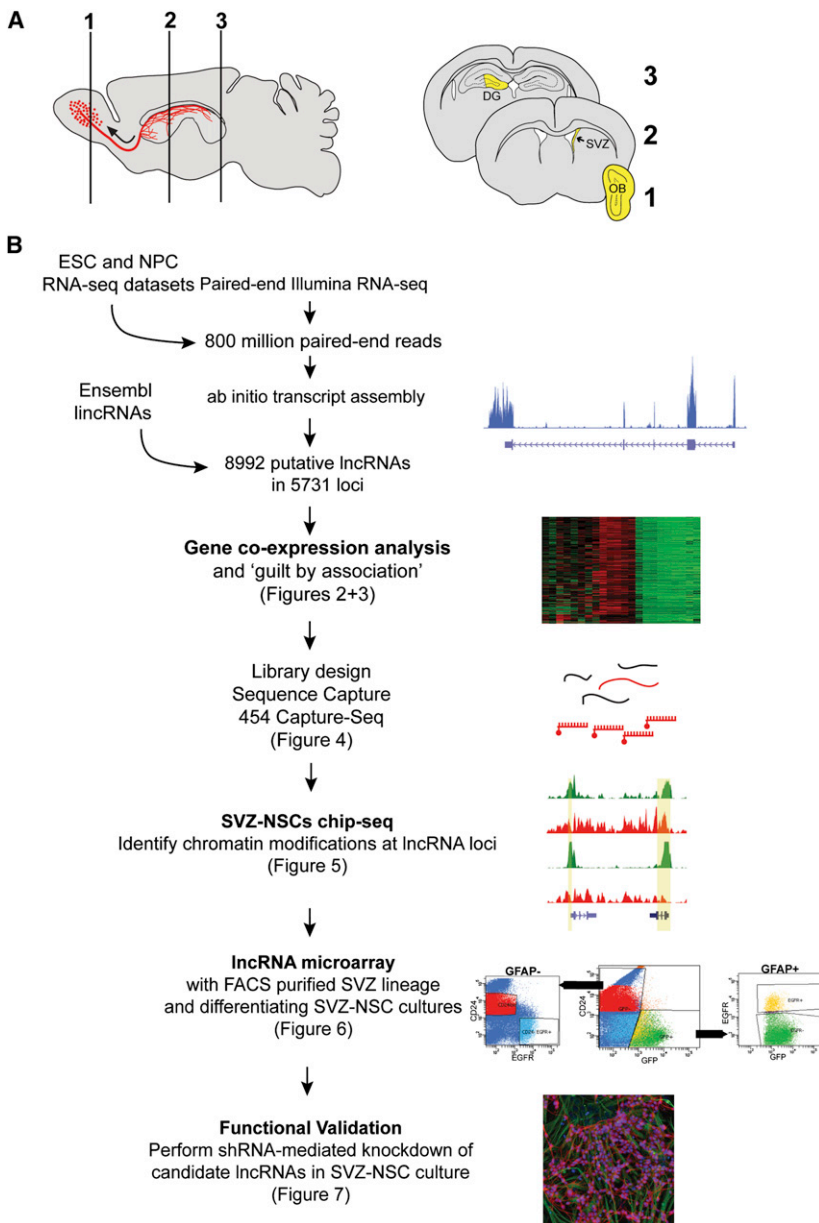 A
1 2 3
DG
3
2
SVZ
OB
1
B
ESC and NPC
RNA-seq datasets Paired-end Illumina RNA-seq
800 million paired-end reads
Ensembl
lincRNAs
ab initio transcript assembly
8992 putative lncRNAs
in 5731 loci
Gene co-expression analysis
and ‘guilt by association’
(Figures 2+3)
Library design
Sequence Capture
454 Capture-Seq
(Figure 4)
SVZ-NSCs chip-seq
Identify chromatin modifications at lncRNA loci
(Figure 5)
lncRNA microarray
with FACS purified SVZ lineage
and differentiating SVZ-NSC cultures
(Figure 6)
GFAP-
CD24
EGFR
CD24- EGFR+
CD24
GFP-
GFP+
GFP
GFAP+
EGFR
EGFR+
GFP
Functional Validation
Perform shRNA-mediated knockdown of
candidate lncRNAs in SVZ-NSC culture
(Figure 7)